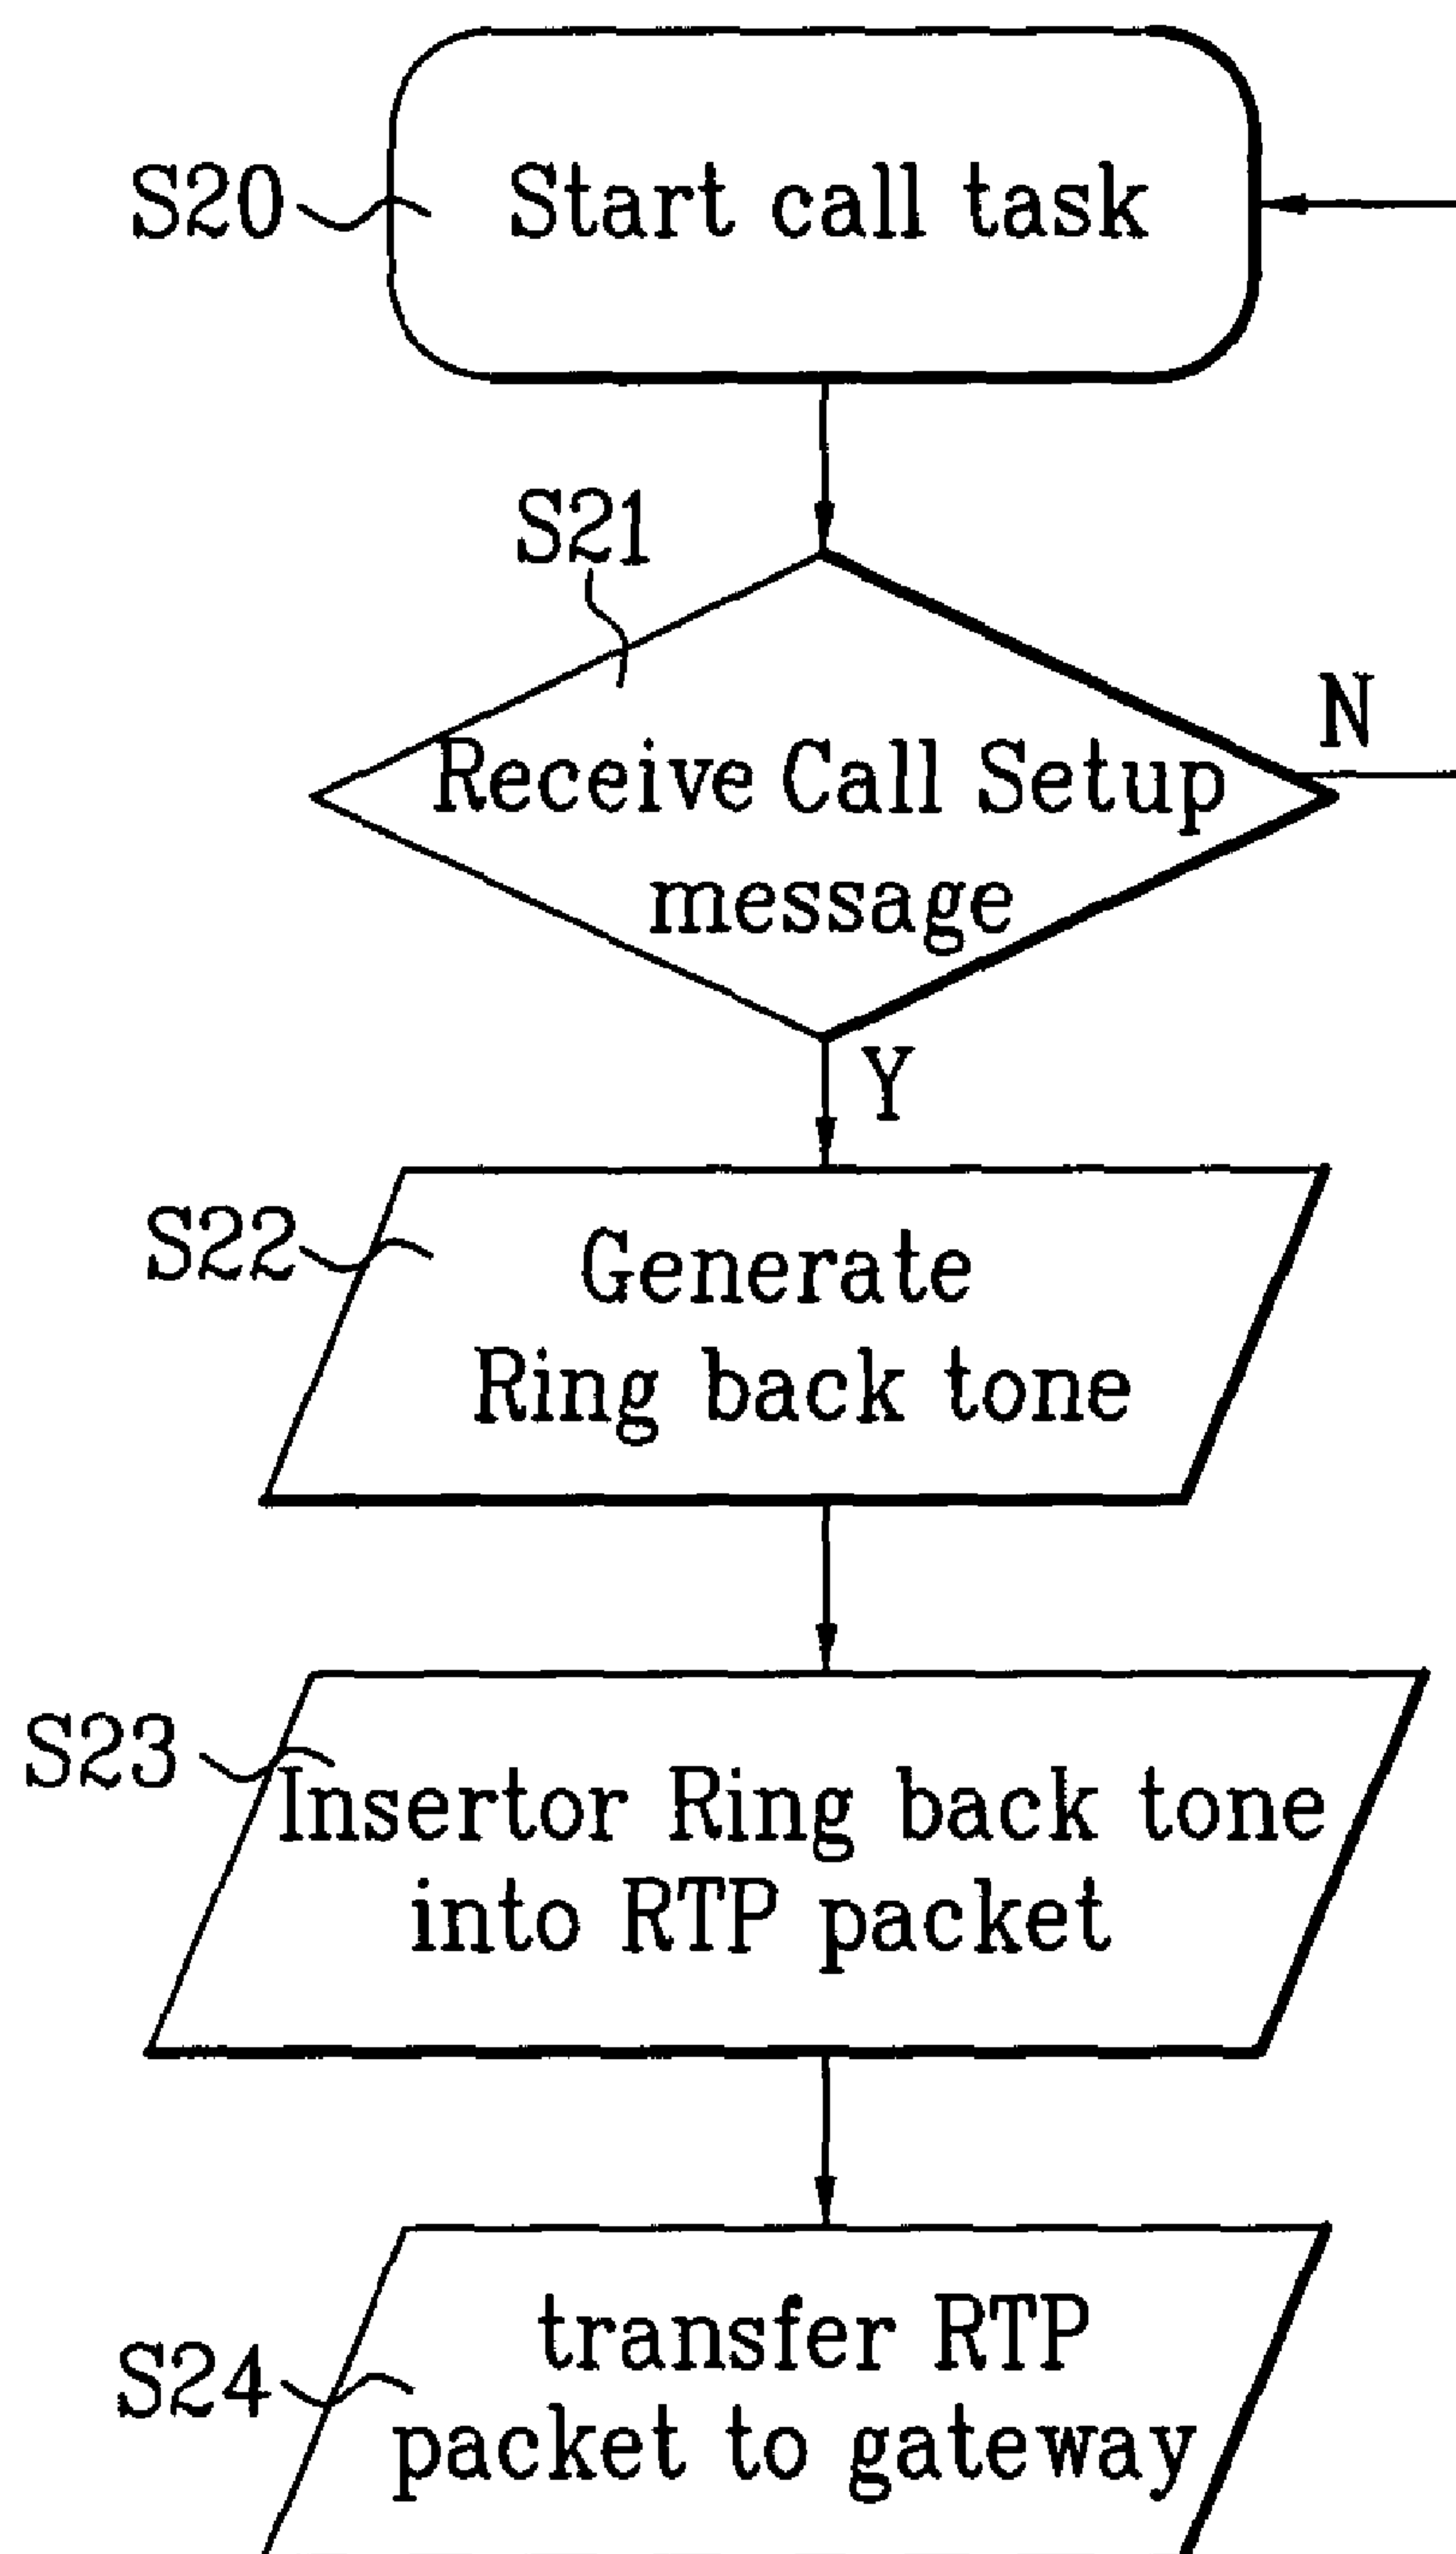 S20
Start call task
S21
N
Receive Call Setup
message
Y
S22
Generate
Ring back tone
S23
Insertor Ring back tone
into RTP packet
S24
transfer RTP
packet to gateway